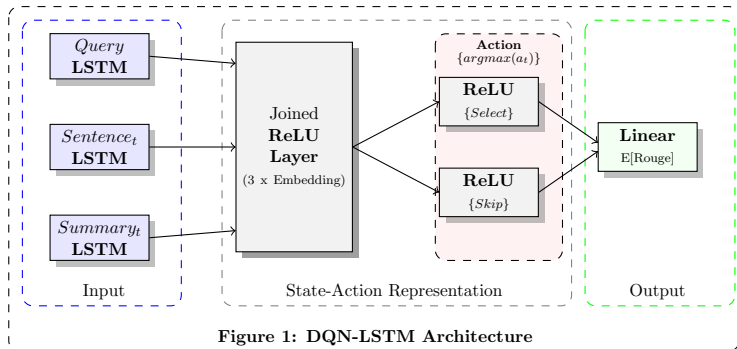 Query
LSTM
Sentence_t
LSTM
Summary_t
LSTM
Input
Joined
ReLU
Layer
(3 x Embedding)
Action
{argmax(a_t)}
ReLU
{Select}
ReLU
{Skip}
State-Action Representation
Linear
E[Rouge]
Output
Figure 1: DQN-LSTM Architecture